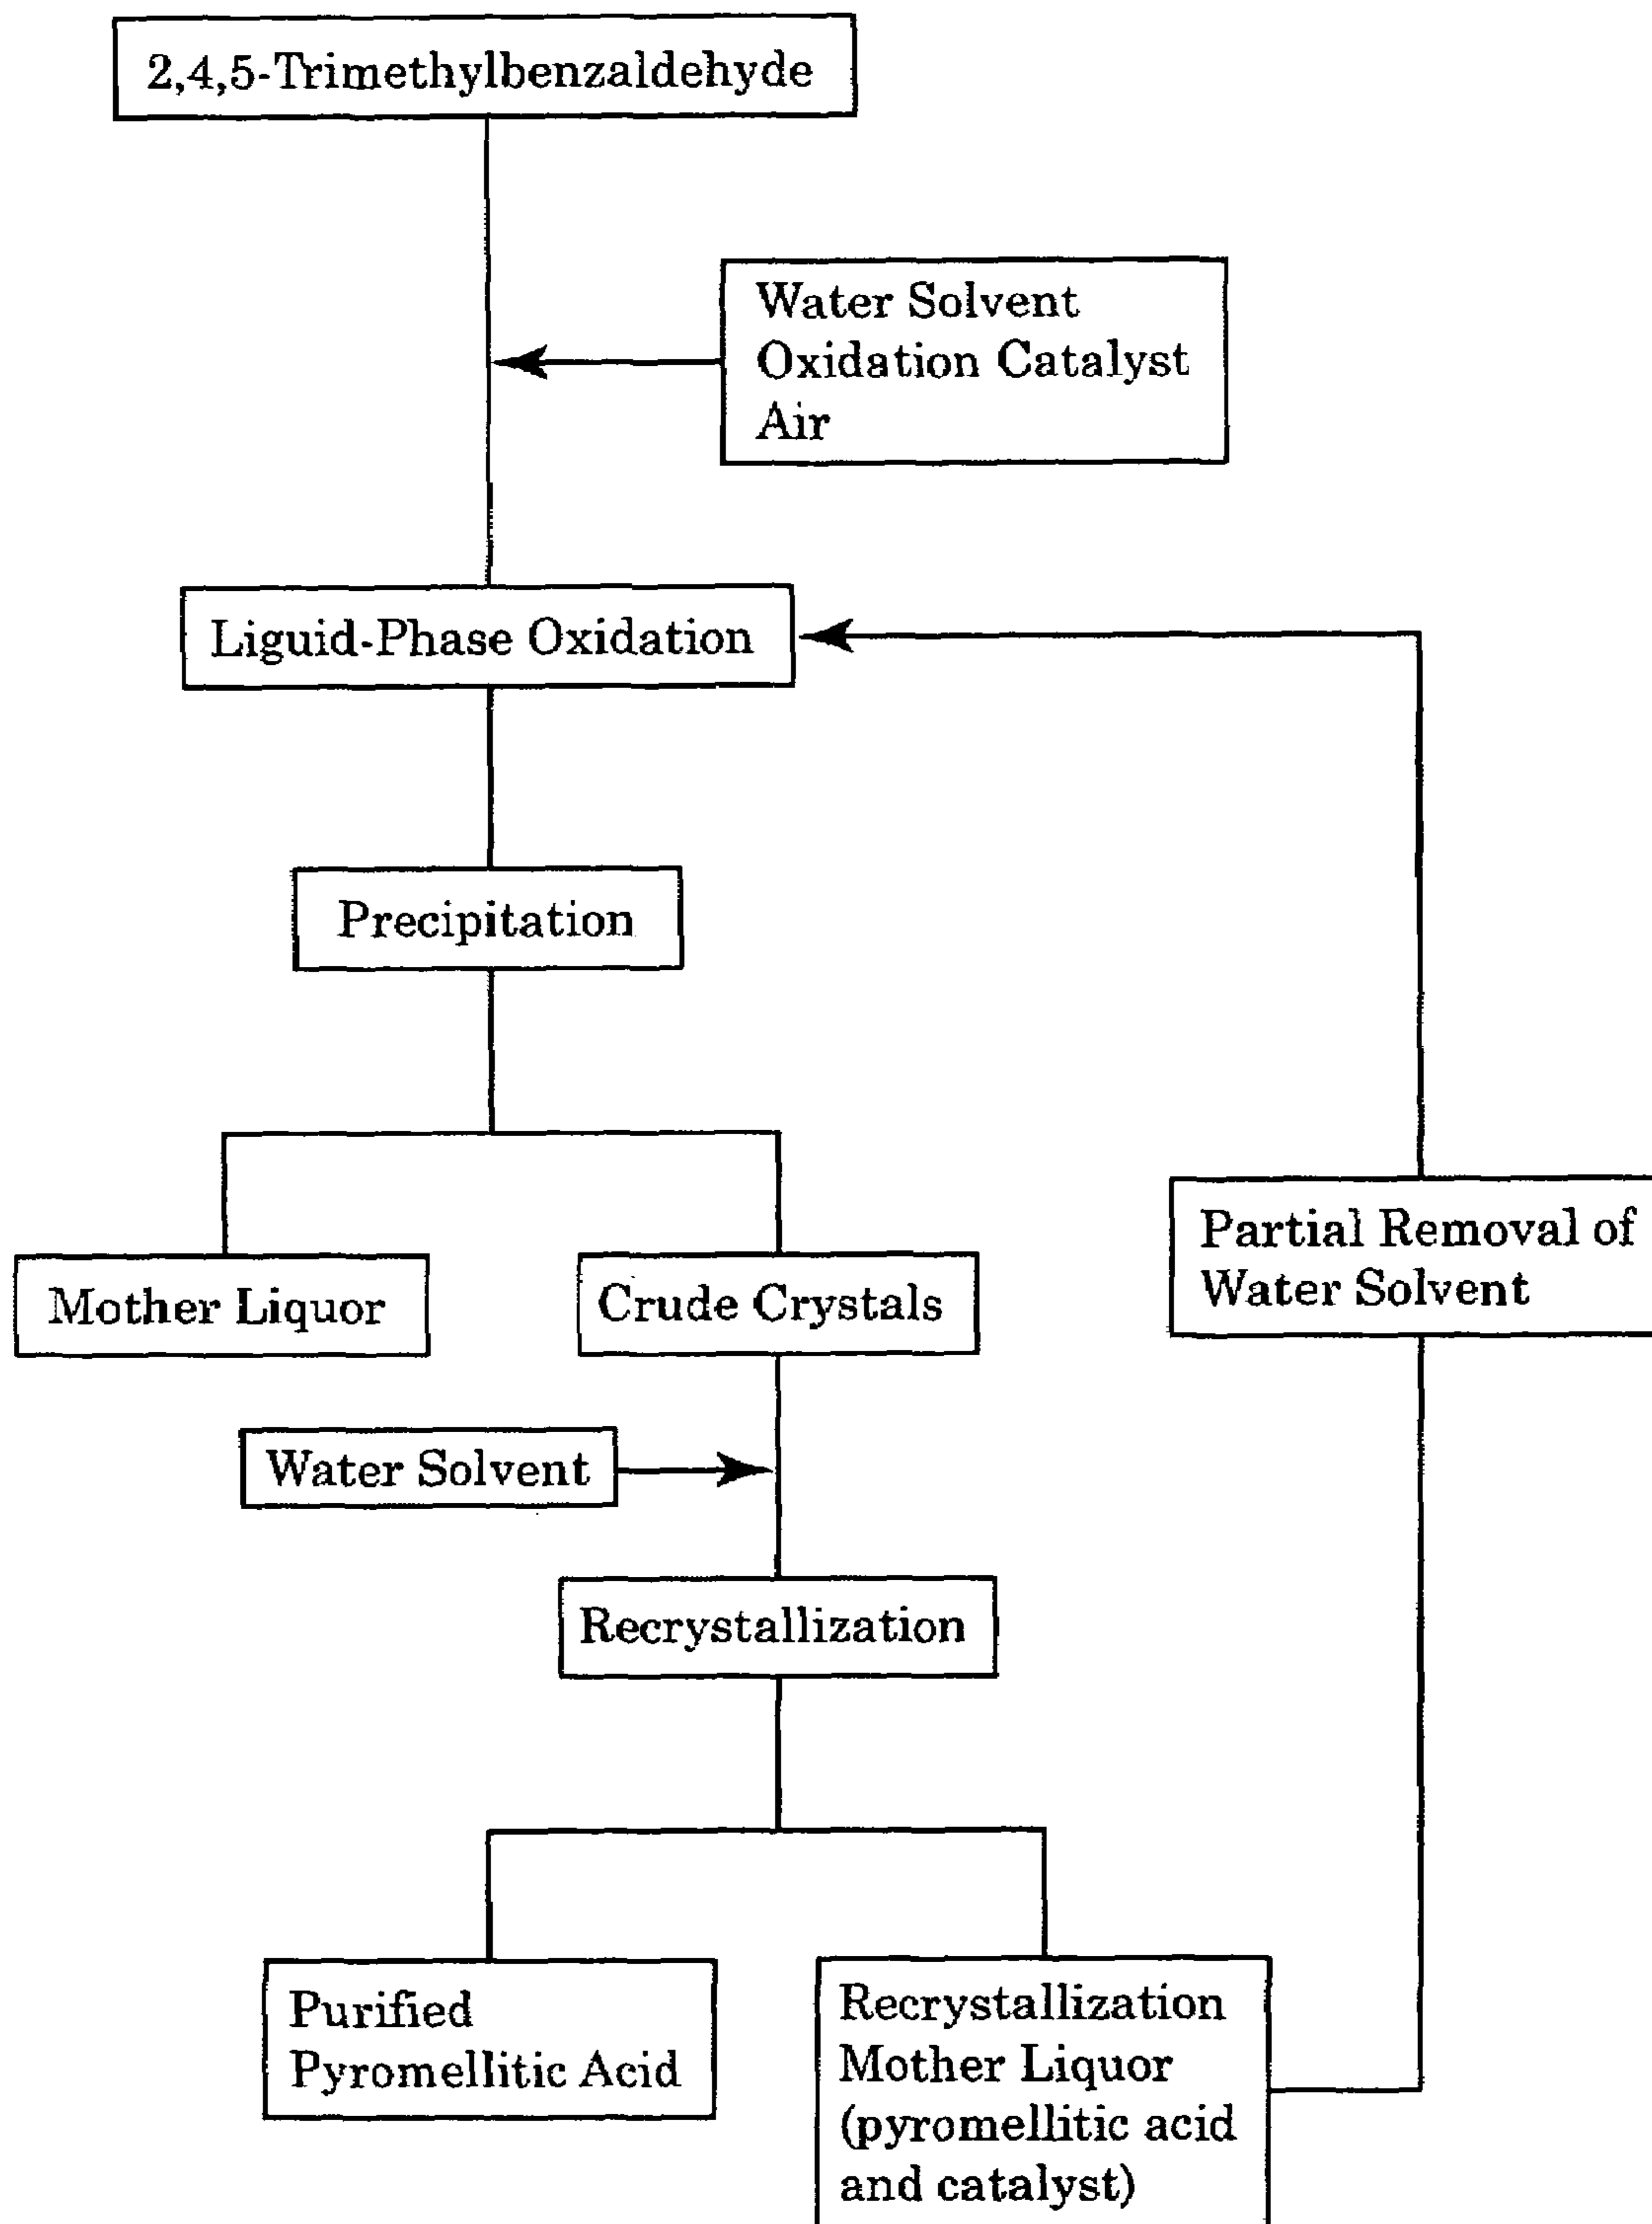 2,4,5-Trimethylbenzaldehyde
Water Solvent
Oxidation Catalyst
Air
Liguid-Phase Oxidation
Precipitation
Mother Liquor
Crude Crystals
Partial Removal of
Water Solvent
Water Solvent
Recrystallization
Purified
Pyromellitic Acid
Recrystallization
Mother Liquor
(pyromellitic acid
and catalyst)